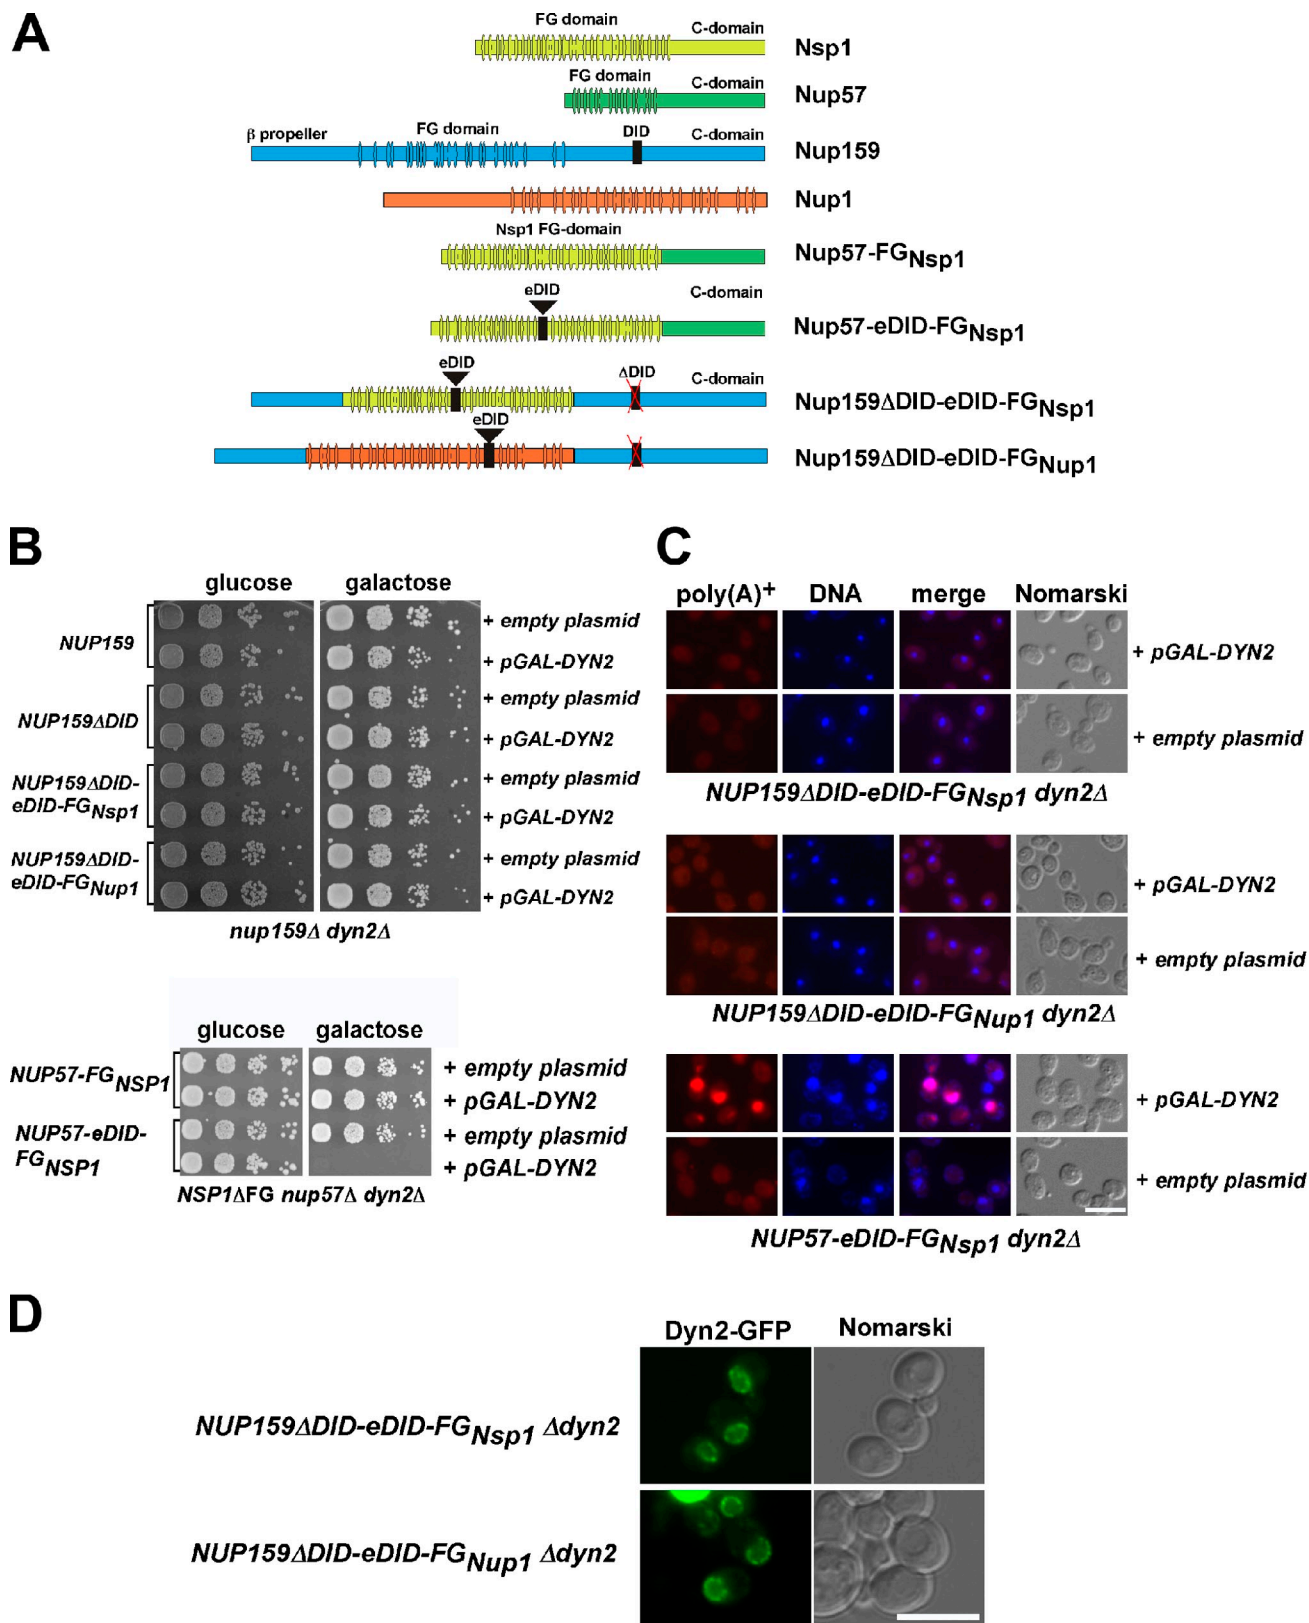 A
FG domain
C-domain
Nsp1
FG domain
C-domain
Nup57
β propeller
FG domain
DID
C-domain
Nup159
Nup1
Nsp1 FG-domain
Nup57-FGNsp1
eDID
C-domain
Nup57-eDID-FGNsp1
eDID
ΔDID
C-domain
Nup159ΔDID-eDID-FGNsp1
eDID
Nup159ΔDID-eDID-FGNup1
B
glucose galactose
NUP159
+ empty plasmid
+ pGAL-DYN2
NUP159ΔDID
+ empty plasmid
+ pGAL-DYN2
NUP159ΔDID-
eDID-FGNsp1
+ empty plasmid
+ pGAL-DYN2
NUP159ΔDID-
eDID-FGNup1
+ empty plasmid
+ pGAL-DYN2
nup159Δ dyn2Δ
glucose galactose
NUP57-FGNSP1
+ empty plasmid
+ pGAL-DYN2
NUP57-eDID-
FGNSP1
+ empty plasmid
+ pGAL-DYN2
NSP1ΔFG nup57Δ dyn2Δ
C
poly(A)+ DNA merge Nomarski
+ pGAL-DYN2
+ empty plasmid
NUP159ΔDID-eDID-FGNsp1 dyn2Δ
+ pGAL-DYN2
+ empty plasmid
NUP159ΔDID-eDID-FGNup1 dyn2Δ
+ pGAL-DYN2
+ empty plasmid
NUP57-eDID-FGNsp1 dyn2Δ
D
Dyn2-GFP Nomarski
NUP159ΔDID-eDID-FGNsp1 Δdyn2
NUP159ΔDID-eDID-FGNup1 Δdyn2